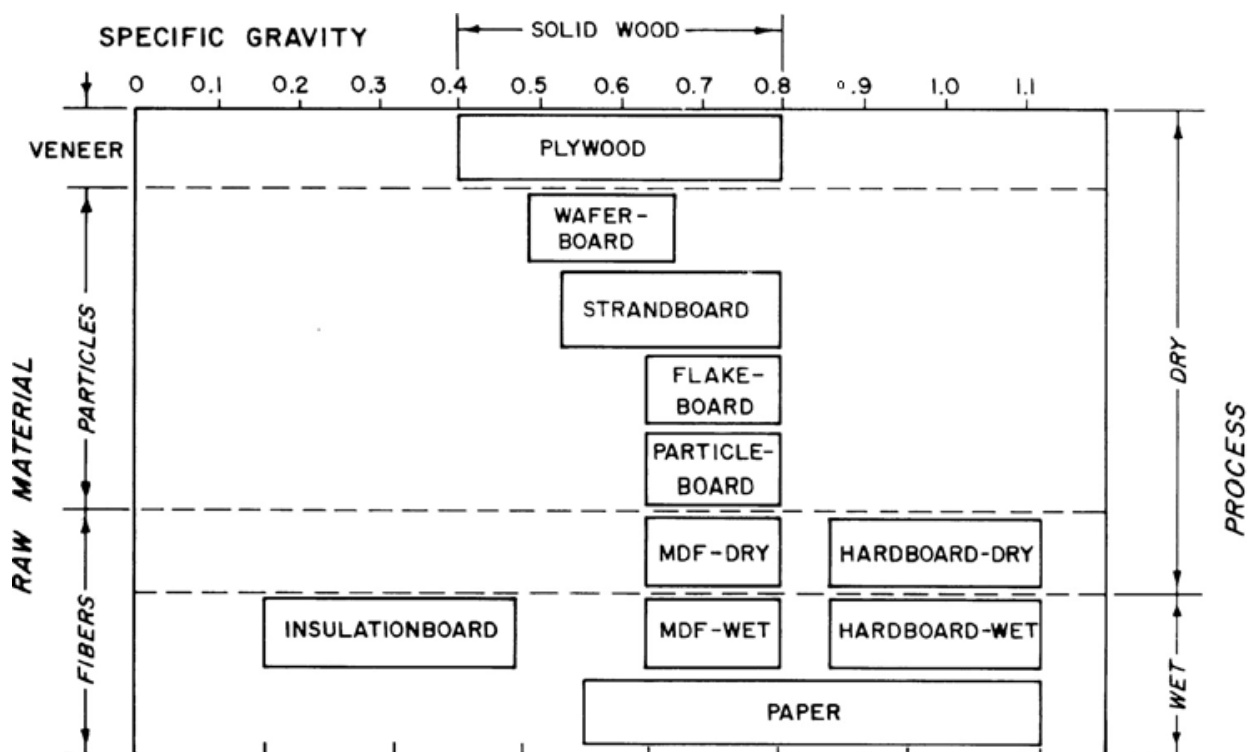 SOLID WOOD
SPECIFIC GRAVITY
0 0.1 0.2 0.3 0.4 0.5 0.6 0.7 0.8 0.9 1.0 1.1
VENEER
PLYWOOD
WAFER-
BOARD
STRANDBOARD
FLAKE-
BOARD
PARTICLE-
BOARD
MDF-DRY
HARDBOARD-DRY
INSULATIONBOARD
MDF-WET
HARDBOARD-WET
PAPER
RAW MATERIAL
PARTICLES
FIBERS
DRY
WET
PROCESS